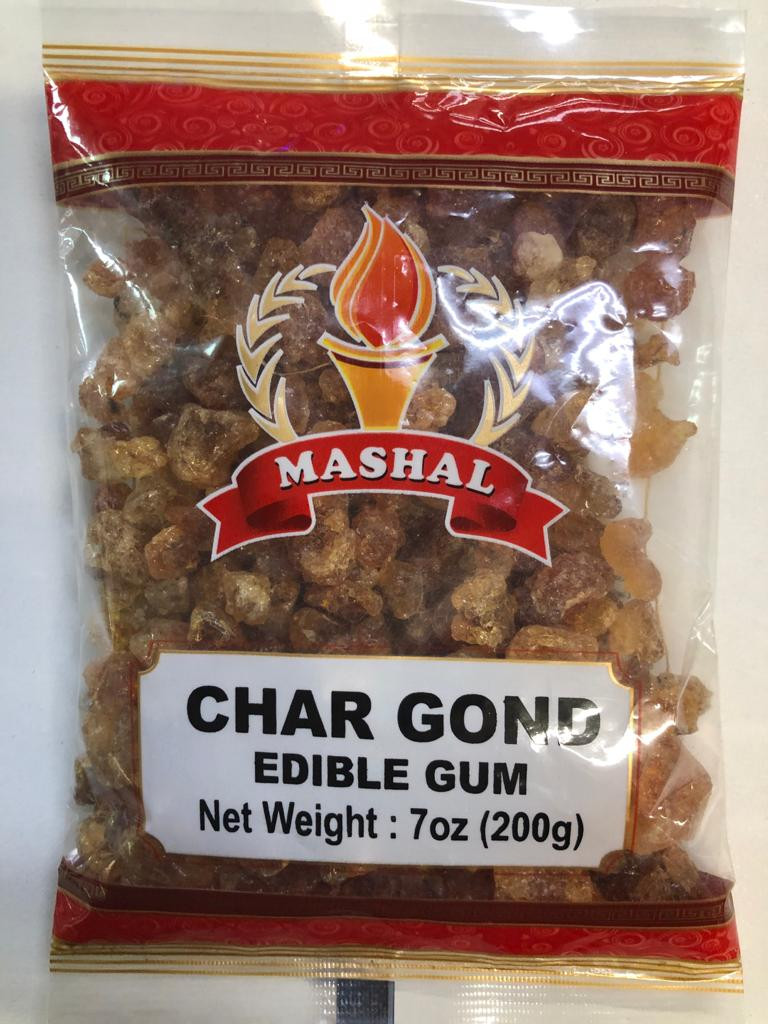 MASHAL
CHAR GOND
EDIBLE GUM
Net Weight : 7oz (200g)